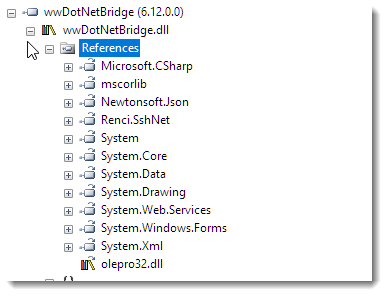 wwDotNetBridge (6.12.0.0)
wwDotNetBridge.dll
References
Microsoft.CSharp
mscorlib
Newtonsoft.Json
Renci.SshNet
System
System.Core
System.Data
System.Drawing
System.Web.Services
System.Windows.Forms
System.Xml
olepro32.dll